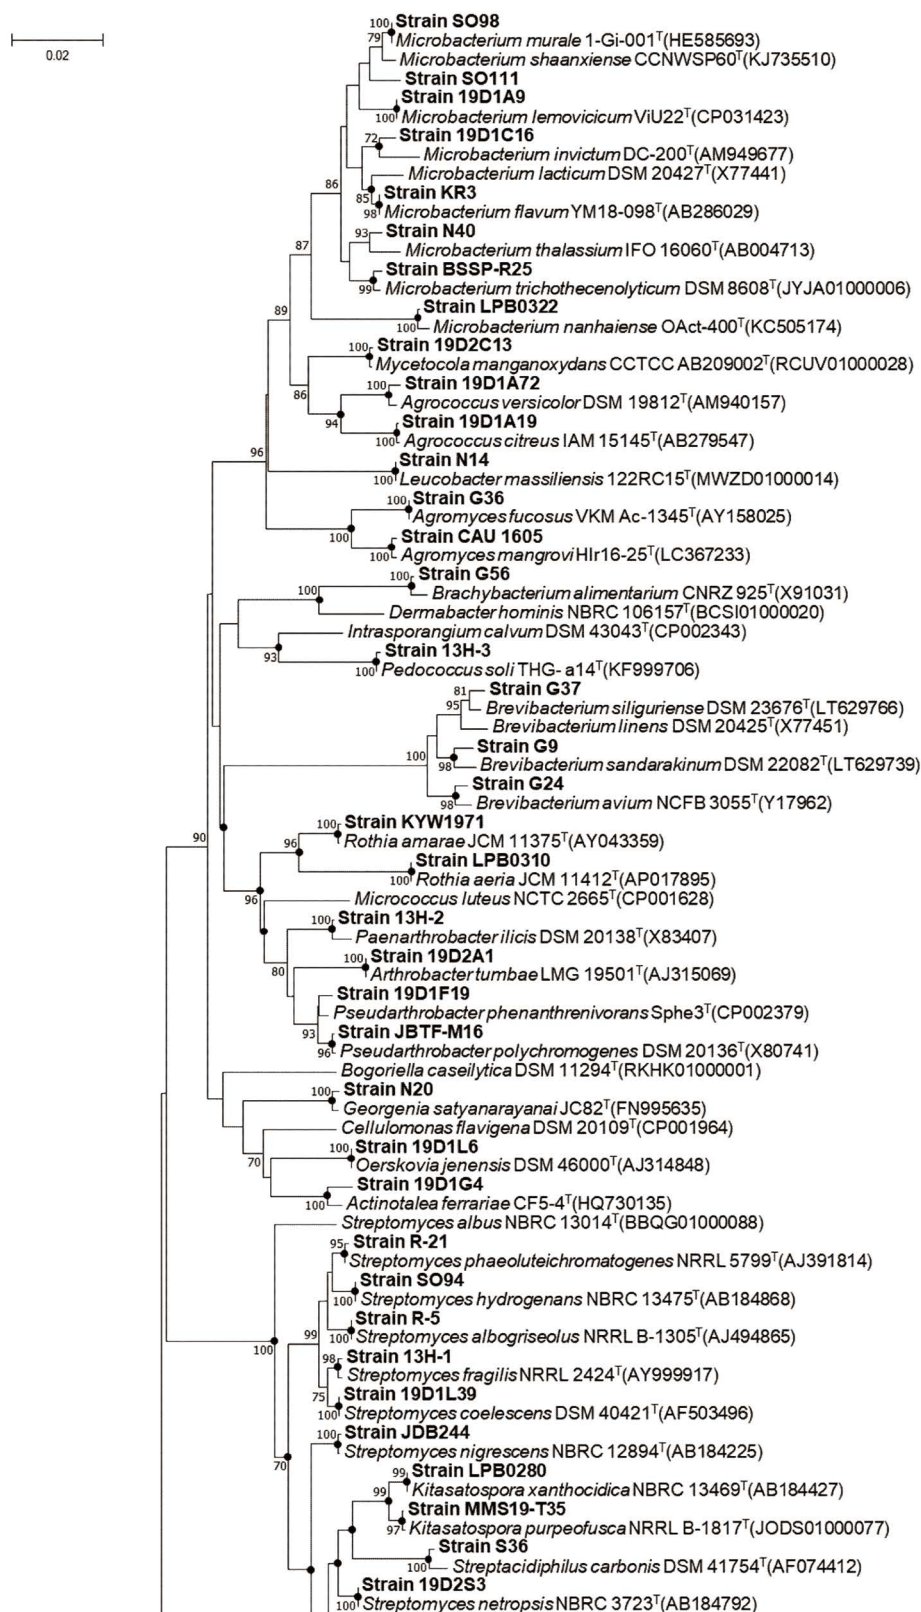 100 Strain SO98
0.02
79 Microbacterium murale 1-Gi-001T(HE585693)
Microbacterium shaanxiense CCNWSP60T(KJ735510)
Strain SO111
Strain 19D1A9
100 Microbacterium lemovicicum ViU22T(CP031423)
72 Strain 19D1C16
Microbacterium invictum DC-200T(AM949677)
Microbacterium lacticum DSM 20427T(X77441)
86
85 Strain KR3
98 Microbacterium flavum YM18-098T(AB286029)
93 Strain N40
Microbacterium thalassium IFO 16060T(AB004713)
87
Strain BSSP-R25
99 Microbacterium trichothecenolyticum DSM 8608T(JYJA01000006)
Strain LPB0322
89
100 Microbacterium nanhaiense OAct-400T(KC505174)
100 Strain 19D2C13
Mycetocola manganoxydans CCTCC AB209002T(RCUV01000028)
86 100 Strain 19D1A72
Agrococcus versicolor DSM 19812T(AM940157)
94 Strain 19D1A19
100 Agrococcus citreus IAM 15145T(AB279547)
96 Strain N14
100 Leucobacter massiliensis 122RC15T(MWZD01000014)
100 Strain G36
Agromyces fucosus VKM Ac-1345T(AY158025)
100 Strain CAU 1605
100 Agromyces mangrovi HIr16-25T(LC367233)
100 Strain G56
100 Brachybacterium alimentarium CNRZ 925T(X91031)
Dermabacter hominis NBRC 106157T(BCSI01000020)
Intrasporangium calvum DSM 43043T(CP002343)
93 Strain 13H-3
100 Pedococcus soli THG- a14T(KF999706)
81 Strain G37
95 Brevibacterium siliguriense DSM 23676T(LT629766)
Brevibacterium linens DSM 20425T(X77451)
100 Strain G9
98 Brevibacterium sandarakinum DSM 22082T(LT629739)
Strain G24
98 Brevibacterium avium NCFB 3055T(Y17962)
100 Strain KYW1971
90 96 Rothia amarae JCM 11375T(AY043359)
Strain LPB0310
100 Rothia aeria JCM 11412T(AP017895)
96 Micrococcus luteus NCTC 2665T(CP001628)
100 Strain 13H-2
Paenarthrobacter ilicis DSM 20138T(X83407)
100 Strain 19D2A1
80 Arthrobacter tumbae LMG 19501T(AJ315069)
Strain 19D1F19
Pseudarthrobacter phenanthrenivorans Sphe3T(CP002379)
93 Strain JBTF-M16
96 Pseudarthrobacter polychromogenes DSM 20136T(X80741)
Bogoriella caseilytica DSM 11294T(RKHK01000001)
100 Strain N20
Georgenia satyanarayanai JC82T(FN995635)
Cellulomonas flavigena DSM 20109T(CP001964)
100 Strain 19D1L6
70 Oerskovia jenensis DSM 46000T(AJ314848)
Strain 19D1G4
100 Actinotalea ferrariae CF5-4T(HQ730135)
Streptomyces albus NBRC 13014T(BBQG01000088)
95 Strain R-21
Streptomyces phaeoluteichromatogenes NRRL 5799T(AJ391814)
Strain SO94
100 Streptomyces hydrogenans NBRC 13475T(AB184868)
Strain R-5
99 100 Streptomyces albogriseolus NRRL B-1305T(AJ494865)
100 98 Strain 13H-1
Streptomyces fragilis NRRL 2424T(AY999917)
75 Strain 19D1L39
100 Streptomyces coelescens DSM 40421T(AF503496)
100 Strain JDB244
Streptomyces nigrescens NBRC 12894T(AB184225)
70 99 Strain LPB0280
99 Kitasatospora xanthocidica NBRC 13469T(AB184427)
Strain MMS19-T35
97 Kitasatospora purpeofusca NRRL B-1817T(JODS01000077)
Strain S36
100 Streptacidiphilus carbonis DSM 41754T(AF074412)
Strain 19D2S3
100 Streptomyces netropsis NBRC 3723T(AB184792)